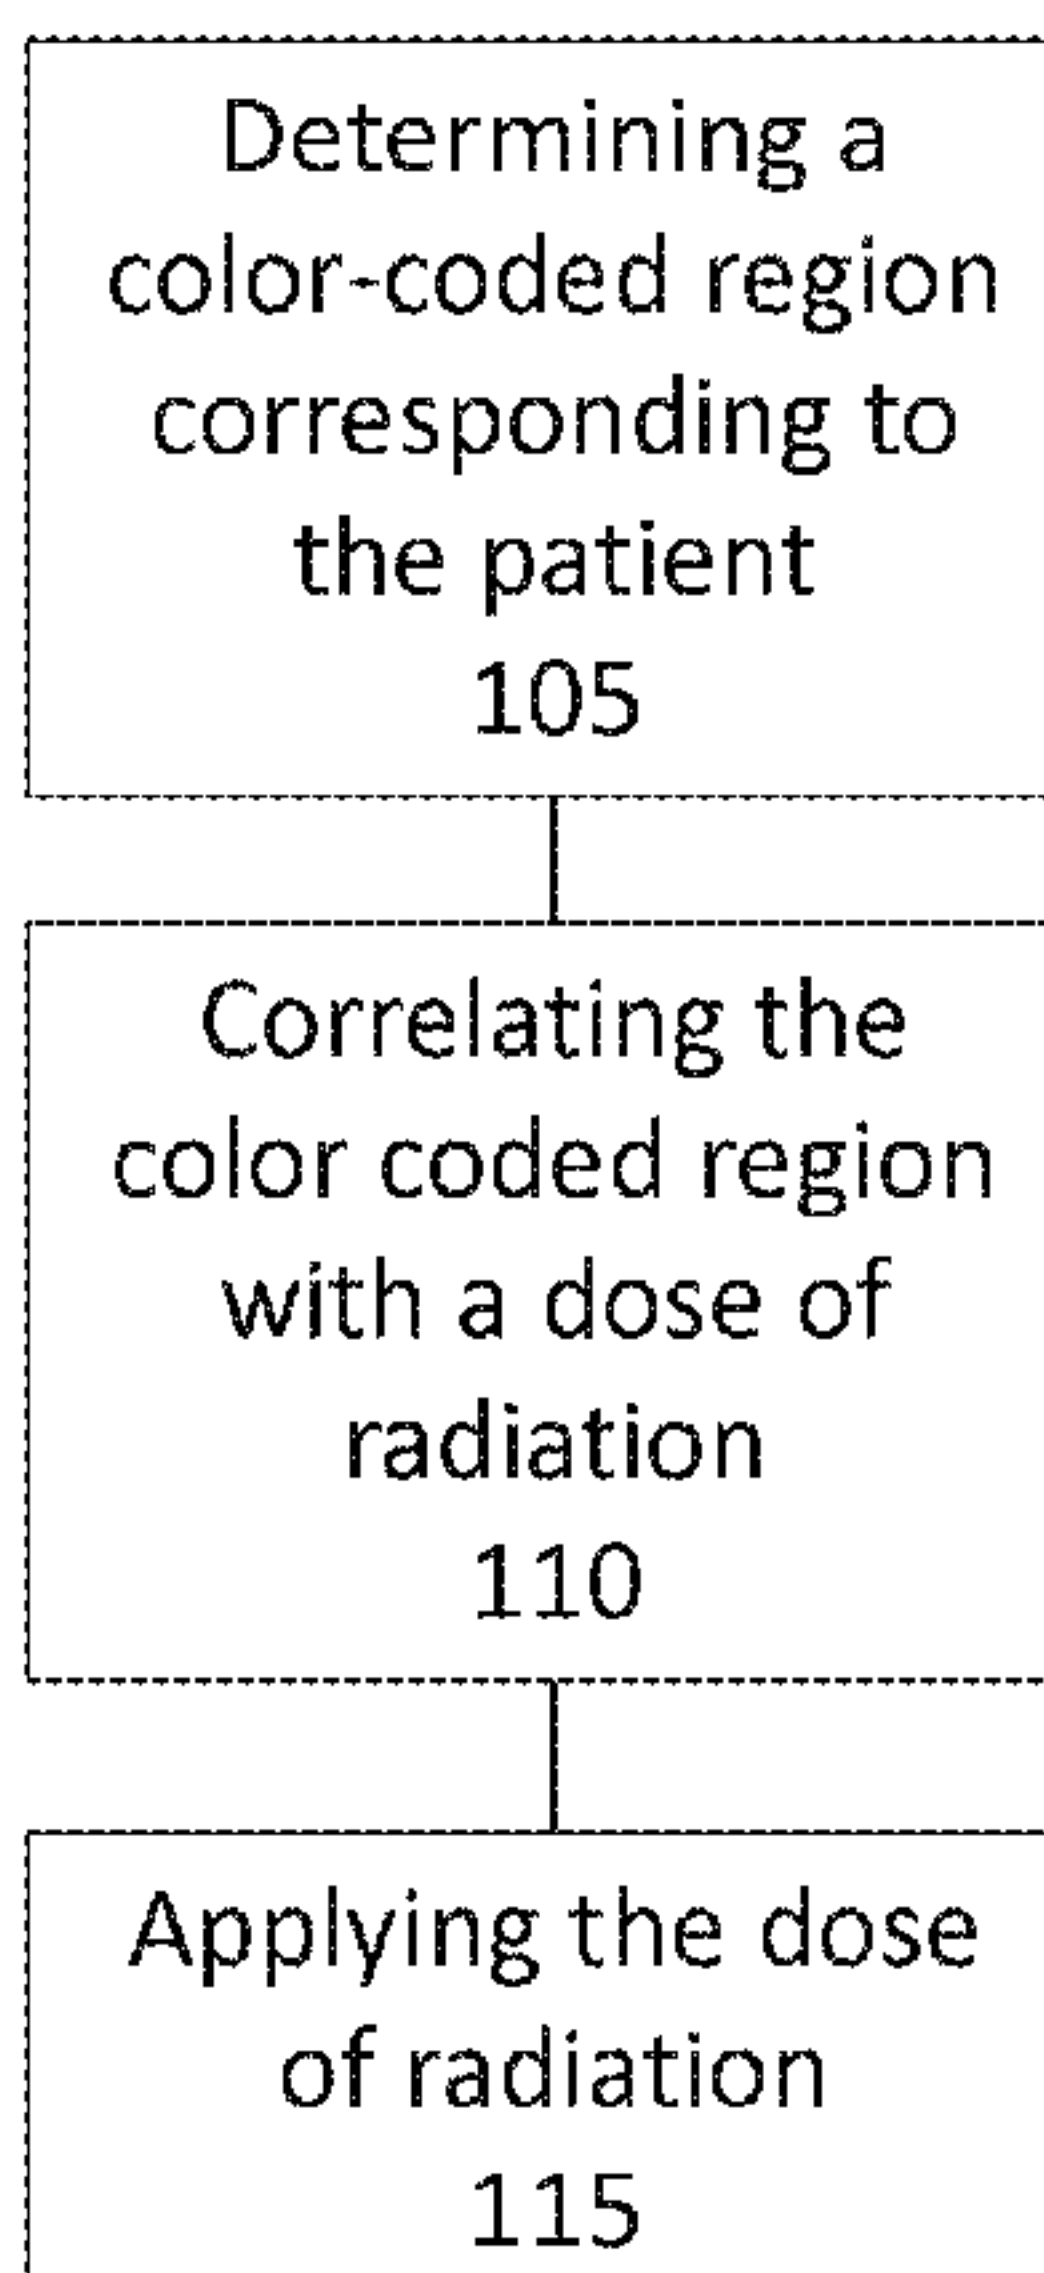 Determining a
color-coded region
corresponding to
the patient
105
Correlating the
color coded region
with a dose of
radiation
110
Applying the dose
of radiation
115